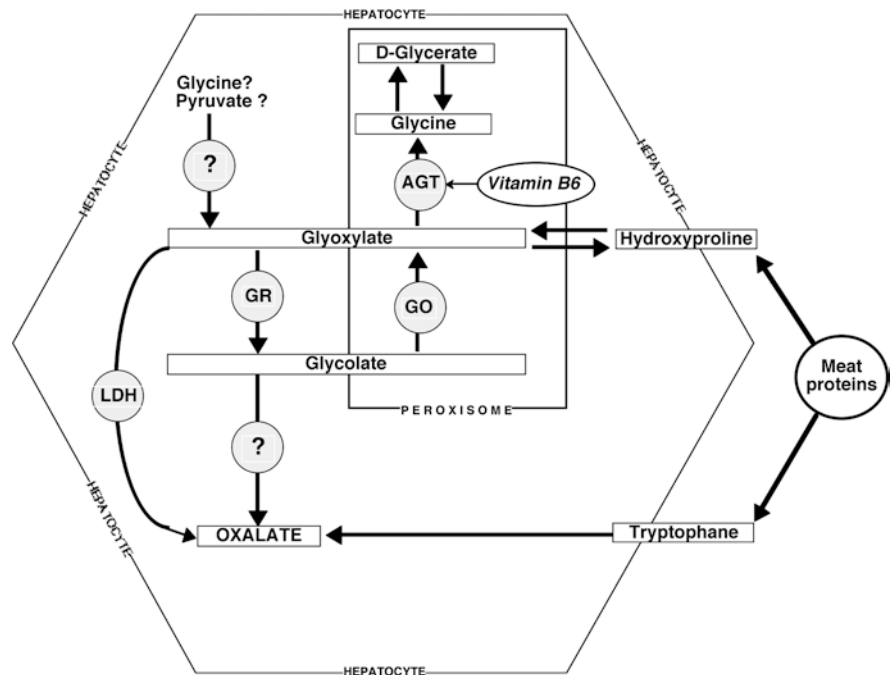 HEPATOCYTE
D-Glycerate
Glycine?
Pyruvate ?
Glycine
HEPATOCYTE
HEPATOCYTE
?
AGT
Vitamin B6
Glyoxylate
Hydroxyproline
GR
GO
Glycolate
Meat
proteins
LDH
PEROXISOME
?
HEPATOCYTE
OXALATE
Tryptophane
HEPATOCYTE